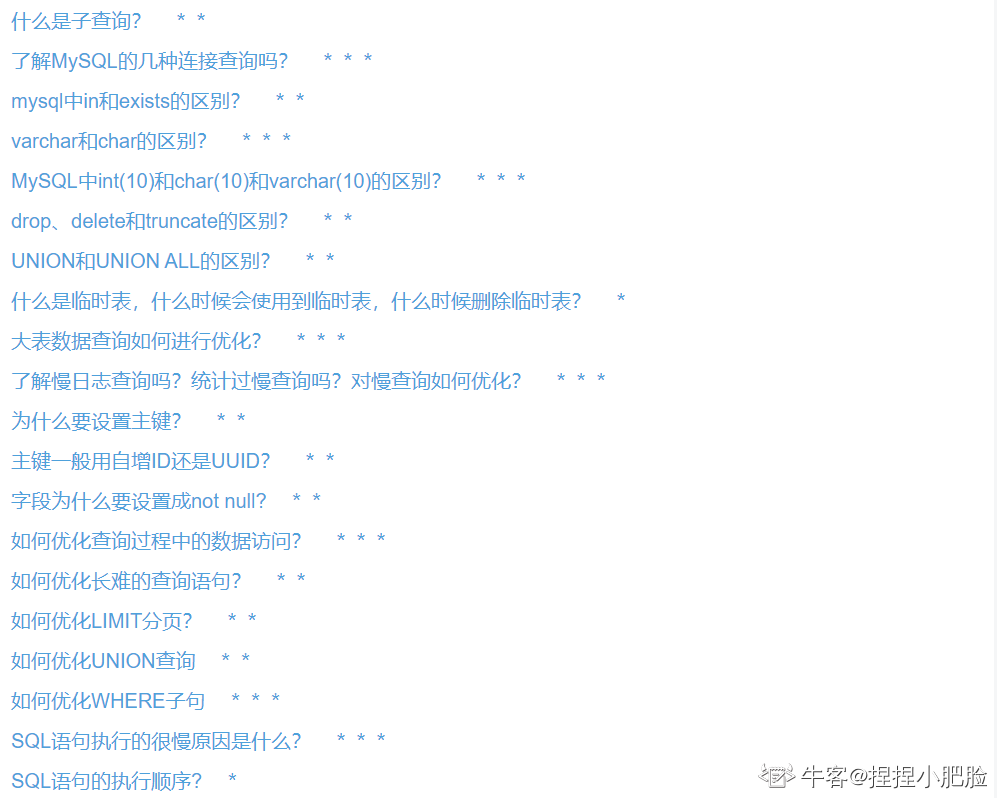 什么是子查询？ * *
了解MySQL的几种连接查询吗？ * * *
mysql中in和exists的区别？ * *
varchar和char的区别？ * * *
MySQL中int(10)和char(10)和varchar(10)的区别？ * * *
drop、delete和truncate的区别？ * *
UNION和UNION ALL的区别？ * *
什么是临时表，什么时候会使用到临时表，什么时候删除临时表？ *
大表数据查询如何进行优化？ * * *
了解慢日志查询吗？统计过慢查询吗？对慢查询如何优化？ * * *
为什么要设置主键？ * *
主键一般用自增ID还是UUID？ * *
字段为什么要设置成not null? * *
如何优化查询过程中的数据访问？ * * *
如何优化长难的查询语句？ * *
如何优化LIMIT分页？ * *
如何优化UNION查询 * *
如何优化WHERE子句 * * *
SQL语句执行的很慢原因是什么？ * * *
SQL语句的执行顺序？ *
牛客@捏捏小肥脸